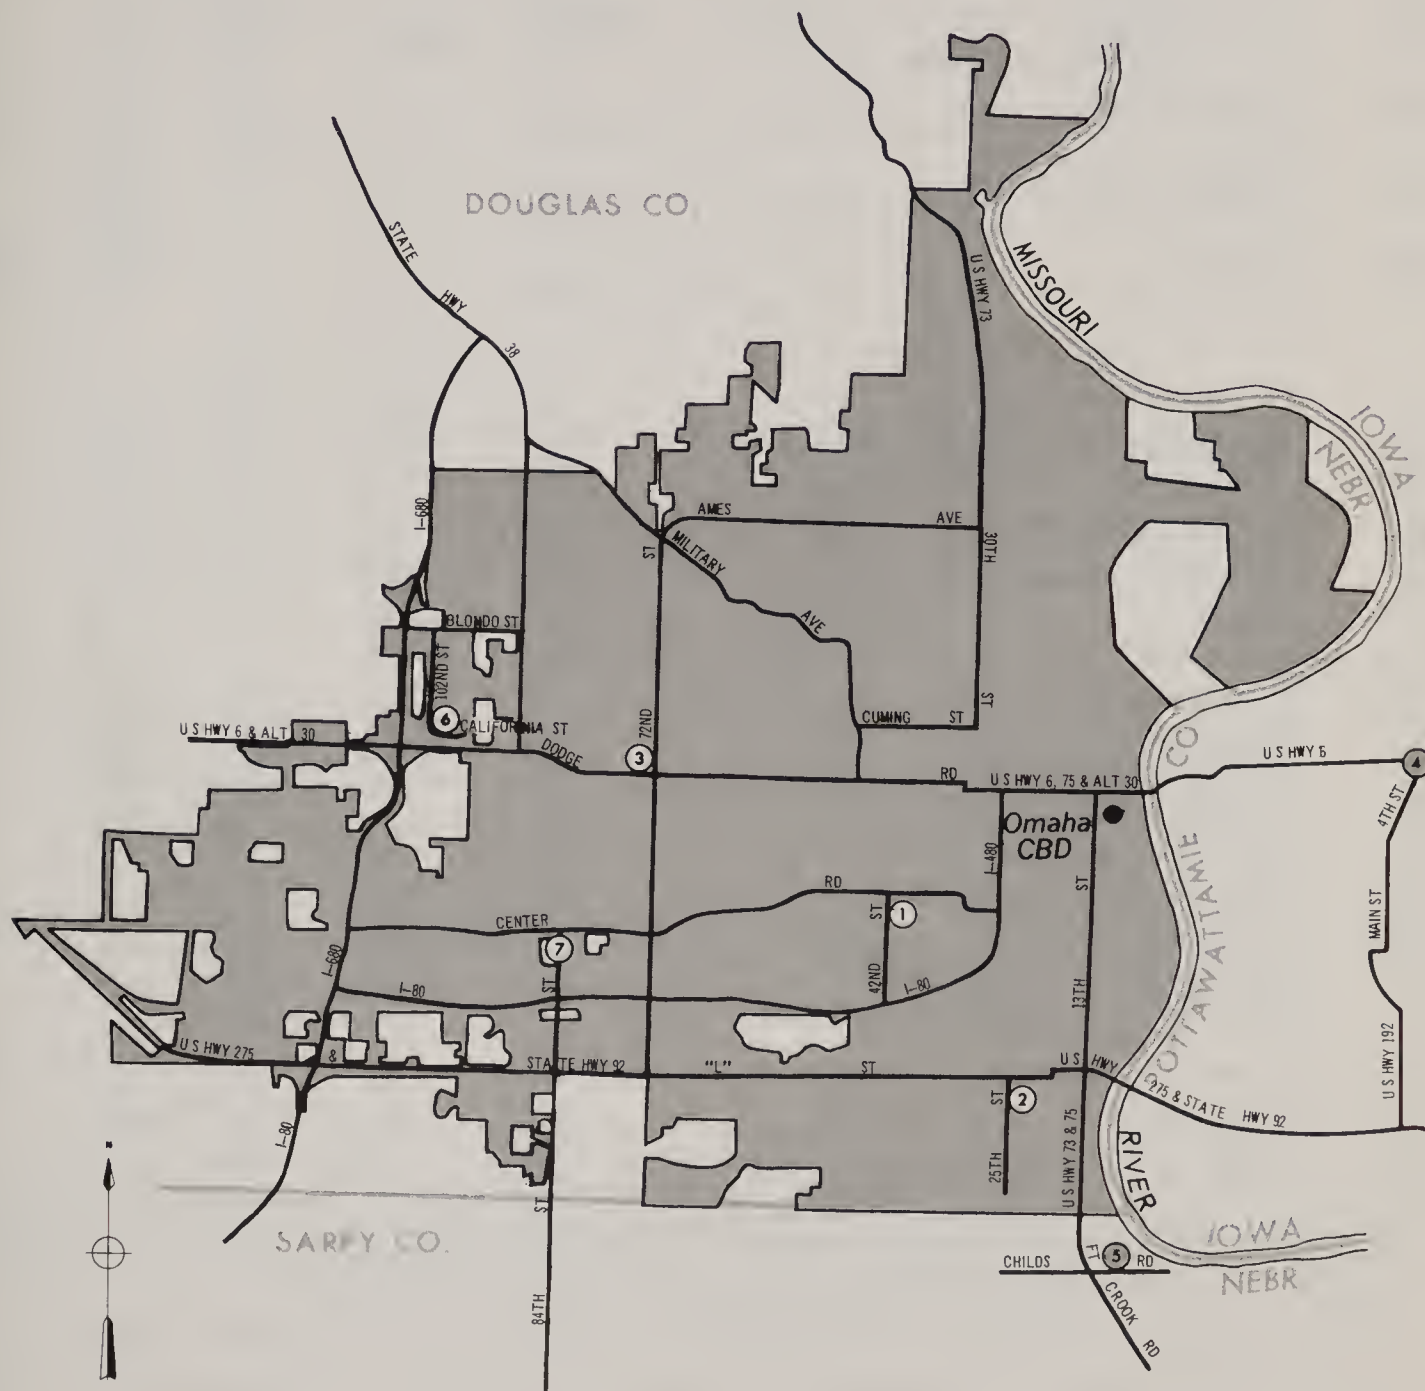 DOUGLAS CO.
STATE
HWY
38
US HWY 73
MISSOURI
IOWA
NEBR.
I-680
AMES
AVE
ST
MILITARY
AVE
30TH
ST
BLONDO ST
102ND ST
6
CALIFORNIA ST
72ND
CUMING ST
US HWY 6 & ALT 30
DODGE
3
RD
US HWY 6, 75 & ALT 30
US HWY 6
4
4TH ST
CO
Omaha
CBD
I-480
ST
POTTAWATTAMIE
RD
ST
1
CENTER
7
MAIN ST
I-680
I-80
ST
42ND
I-80
13TH
US HWY 275
&
STATE HWY 92
"L"
ST
US HWY
275 & STATE HWY 92
US HWY 192
ST
2
I-80
25TH
US HWY 73 & 75
RIVER
ST
SARPY CO.
IOWA
NEBR.
CHILDS
FT
5
RD
CROOK
RD
84TH